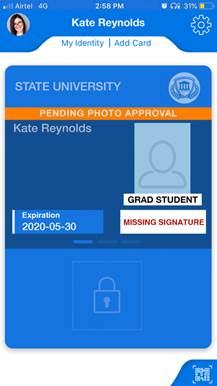 Airtel 4G 2:58 PM 31%
Kate Reynolds
My Identity | Add Card
STATE UNIVERSITY
PENDING PHOTO APPROVAL
Kate Reynolds
GRAD STUDENT
Expiration
2020-05-30
MISSING SIGNATURE